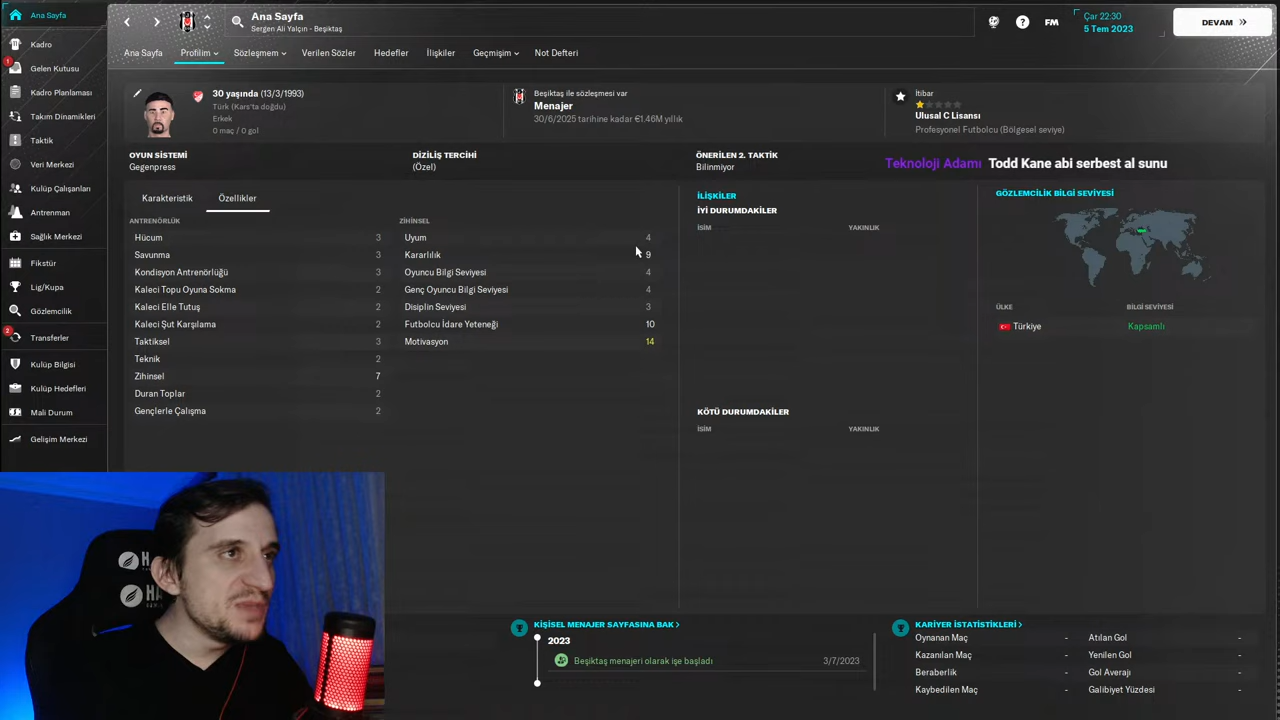 Ana Sayfa
Kadro
1
Gelen Kutusu
Kadro Planlaması
Takım Dinamikleri
Taktik
Veri Merkezi
Kulüp Çalışanları
Antrenman
Sağlık Merkezi
Fikstür
Lig/Kupa
Gözlemcilik
2
Transferler
Kulüp Bilgisi
Kulüp Hedefleri
Mali Durum
Gelişim Merkezi
Ana Sayfa
Sergen Ali Yalçın - Beşiktaş
FM
Çar 22:30
5 Tem 2023
DEVAM
Ana Sayfa
Profilim
Sözleşmem
Verilen Sözler
Hedefler
İlişkiler
Geçmişim
Not Defteri
30 yaşında (13/3/1993)
Türk (Kars'ta doğdu)
Erkek
0 maç / 0 gol
Beşiktaş ile sözleşmesi var
Menajer
30/6/2025 tarihine kadar €1.46M yıllık
İtibar
Ulusal C Lisansı
Profesyonel Futbolcu (Bölgesel seviye)
OYUN SİSTEMİ
Gegenpress
DİZİLİŞ TERCİHİ
(Özel)
ÖNERİLEN 2. TAKTİK
Bilinmiyor
Teknoloji Adamı Todd Kane abi serbest al sunu
Karakteristik
Özellikler
ANTRENÖRLÜK
Hücum 3
Savunma 3
Kondisyon Antrenörlüğü 3
Kaleci Topu Oyuna Sokma 2
Kaleci Elle Tutuş 2
Kaleci Şut Karşılama 2
Taktiksel 3
Teknik 2
Zihinsel 7
Duran Toplar 2
Gençlerle Çalışma 2
ZİHİNSEL
Uyum 4
Kararlılık 9
Oyuncu Bilgi Seviyesi 4
Genç Oyuncu Bilgi Seviyesi 4
Disiplin Seviyesi 3
Futbolcu İdare Yeteneği 10
Motivasyon 14
İLİŞKİLER
İYİ DURUMDAKİLER
İSİM YAKINLIK
KÖTÜ DURUMDAKİLER
İSİM YAKINLIK
GÖZLEMCİLİK BİLGİ SEVİYESİ
ÜLKE BİLGİ SEVİYESİ
Türkiye Kapsamlı
KİŞİSEL MENAJER SAYFASINA BAK
2023
Beşiktaş menajeri olarak işe başladı 3/7/2023
KARİYER İSTATİSTİKLERİ
Oynanan Maç - Atılan Gol -
Kazanılan Maç - Yenilen Gol -
Beraberlik - Gol Averajı -
Kaybedilen Maç - Galibiyet Yüzdesi -